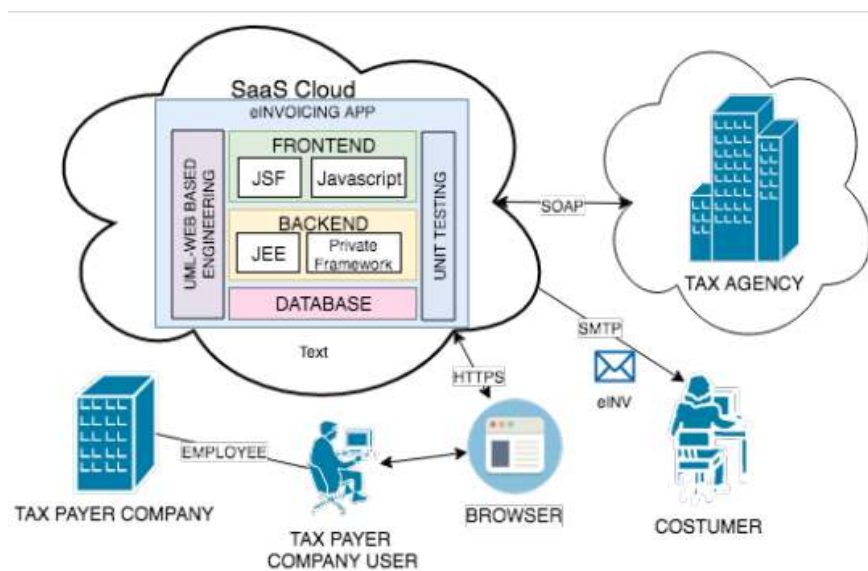 SaaS Cloud
eINVOICING APP
UML-WEB BASED
ENGINEERING
FRONTEND
JSF
Javascript
BACKEND
JEE
Private
Framework
DATABASE
UNIT TESTING
Text
SOAP
TAX AGENCY
SMTP
eINV
HTTPS
EMPLOYEE
TAX PAYER COMPANY
TAX PAYER
COMPANY USER
BROWSER
COSTUMER